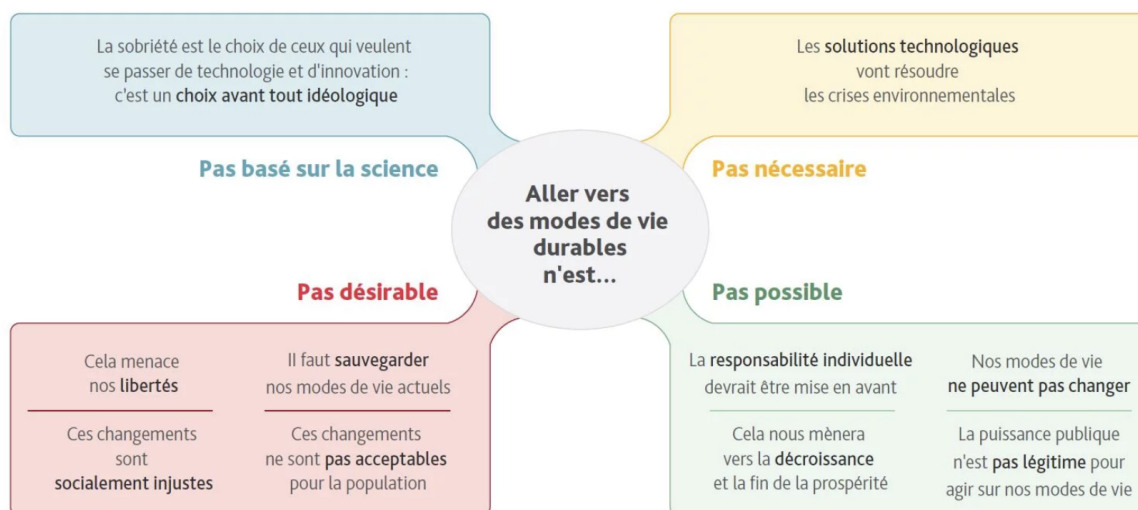 La sobriété est le choix de ceux qui veulent
se passer de technologie et d'innovation :
c'est un choix avant tout idéologique
Les solutions technologiques
vont résoudre
les crises environnementales
Pas basé sur la science
Pas nécessaire
Aller vers
des modes de vie
durables
n'est...
Pas désirable
Pas possible
Cela menace
nos libertés
Il faut sauvegarder
nos modes de vie actuels
Ces changements
sont
socialement injustes
Ces changements
ne sont pas acceptables
pour la population
La responsabilité individuelle
devrait être mise en avant
Nos modes de vie
ne peuvent pas changer
Cela nous mènera
vers la décroissance
et la fin de la prospérité
La puissance publique
n'est pas légitime pour
agir sur nos modes de vie